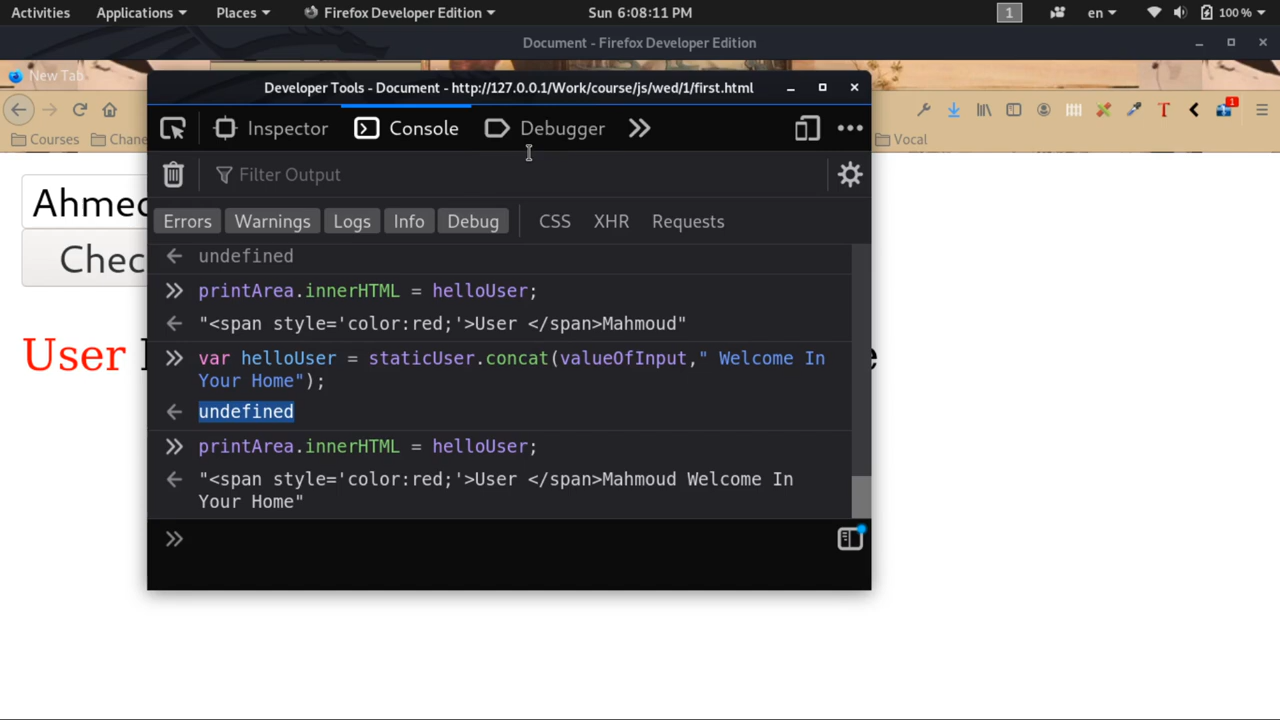 Activities Applications Places Firefox Developer Edition Sun 6:08:11 PM 1 en 100 %
Document - Firefox Developer Edition
New Tab
Developer Tools - Document - http://127.0.0.1/Work/course/js/wed/1/first.html
1
Courses Vocal
Inspector Console Debugger
Filter Output
Errors Warnings Logs Info Debug CSS XHR Requests
undefined
printArea.innerHTML = helloUser;
"<span style='color:red;'>User </span>Mahmoud"
var helloUser = staticUser.concat(valueOfInput," Welcome In
Your Home");
undefined
printArea.innerHTML = helloUser;
"<span style='color:red;'>User </span>Mahmoud Welcome In
Your Home"
User